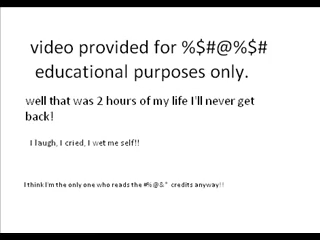 video provided for %$#@%$#
educational purposes only.
well that was 2 hours of my life I'll never get
back!
I laugh, I cried, I wet me self!!
I think I'm the only one who reads the #%@&* credits anyway!!